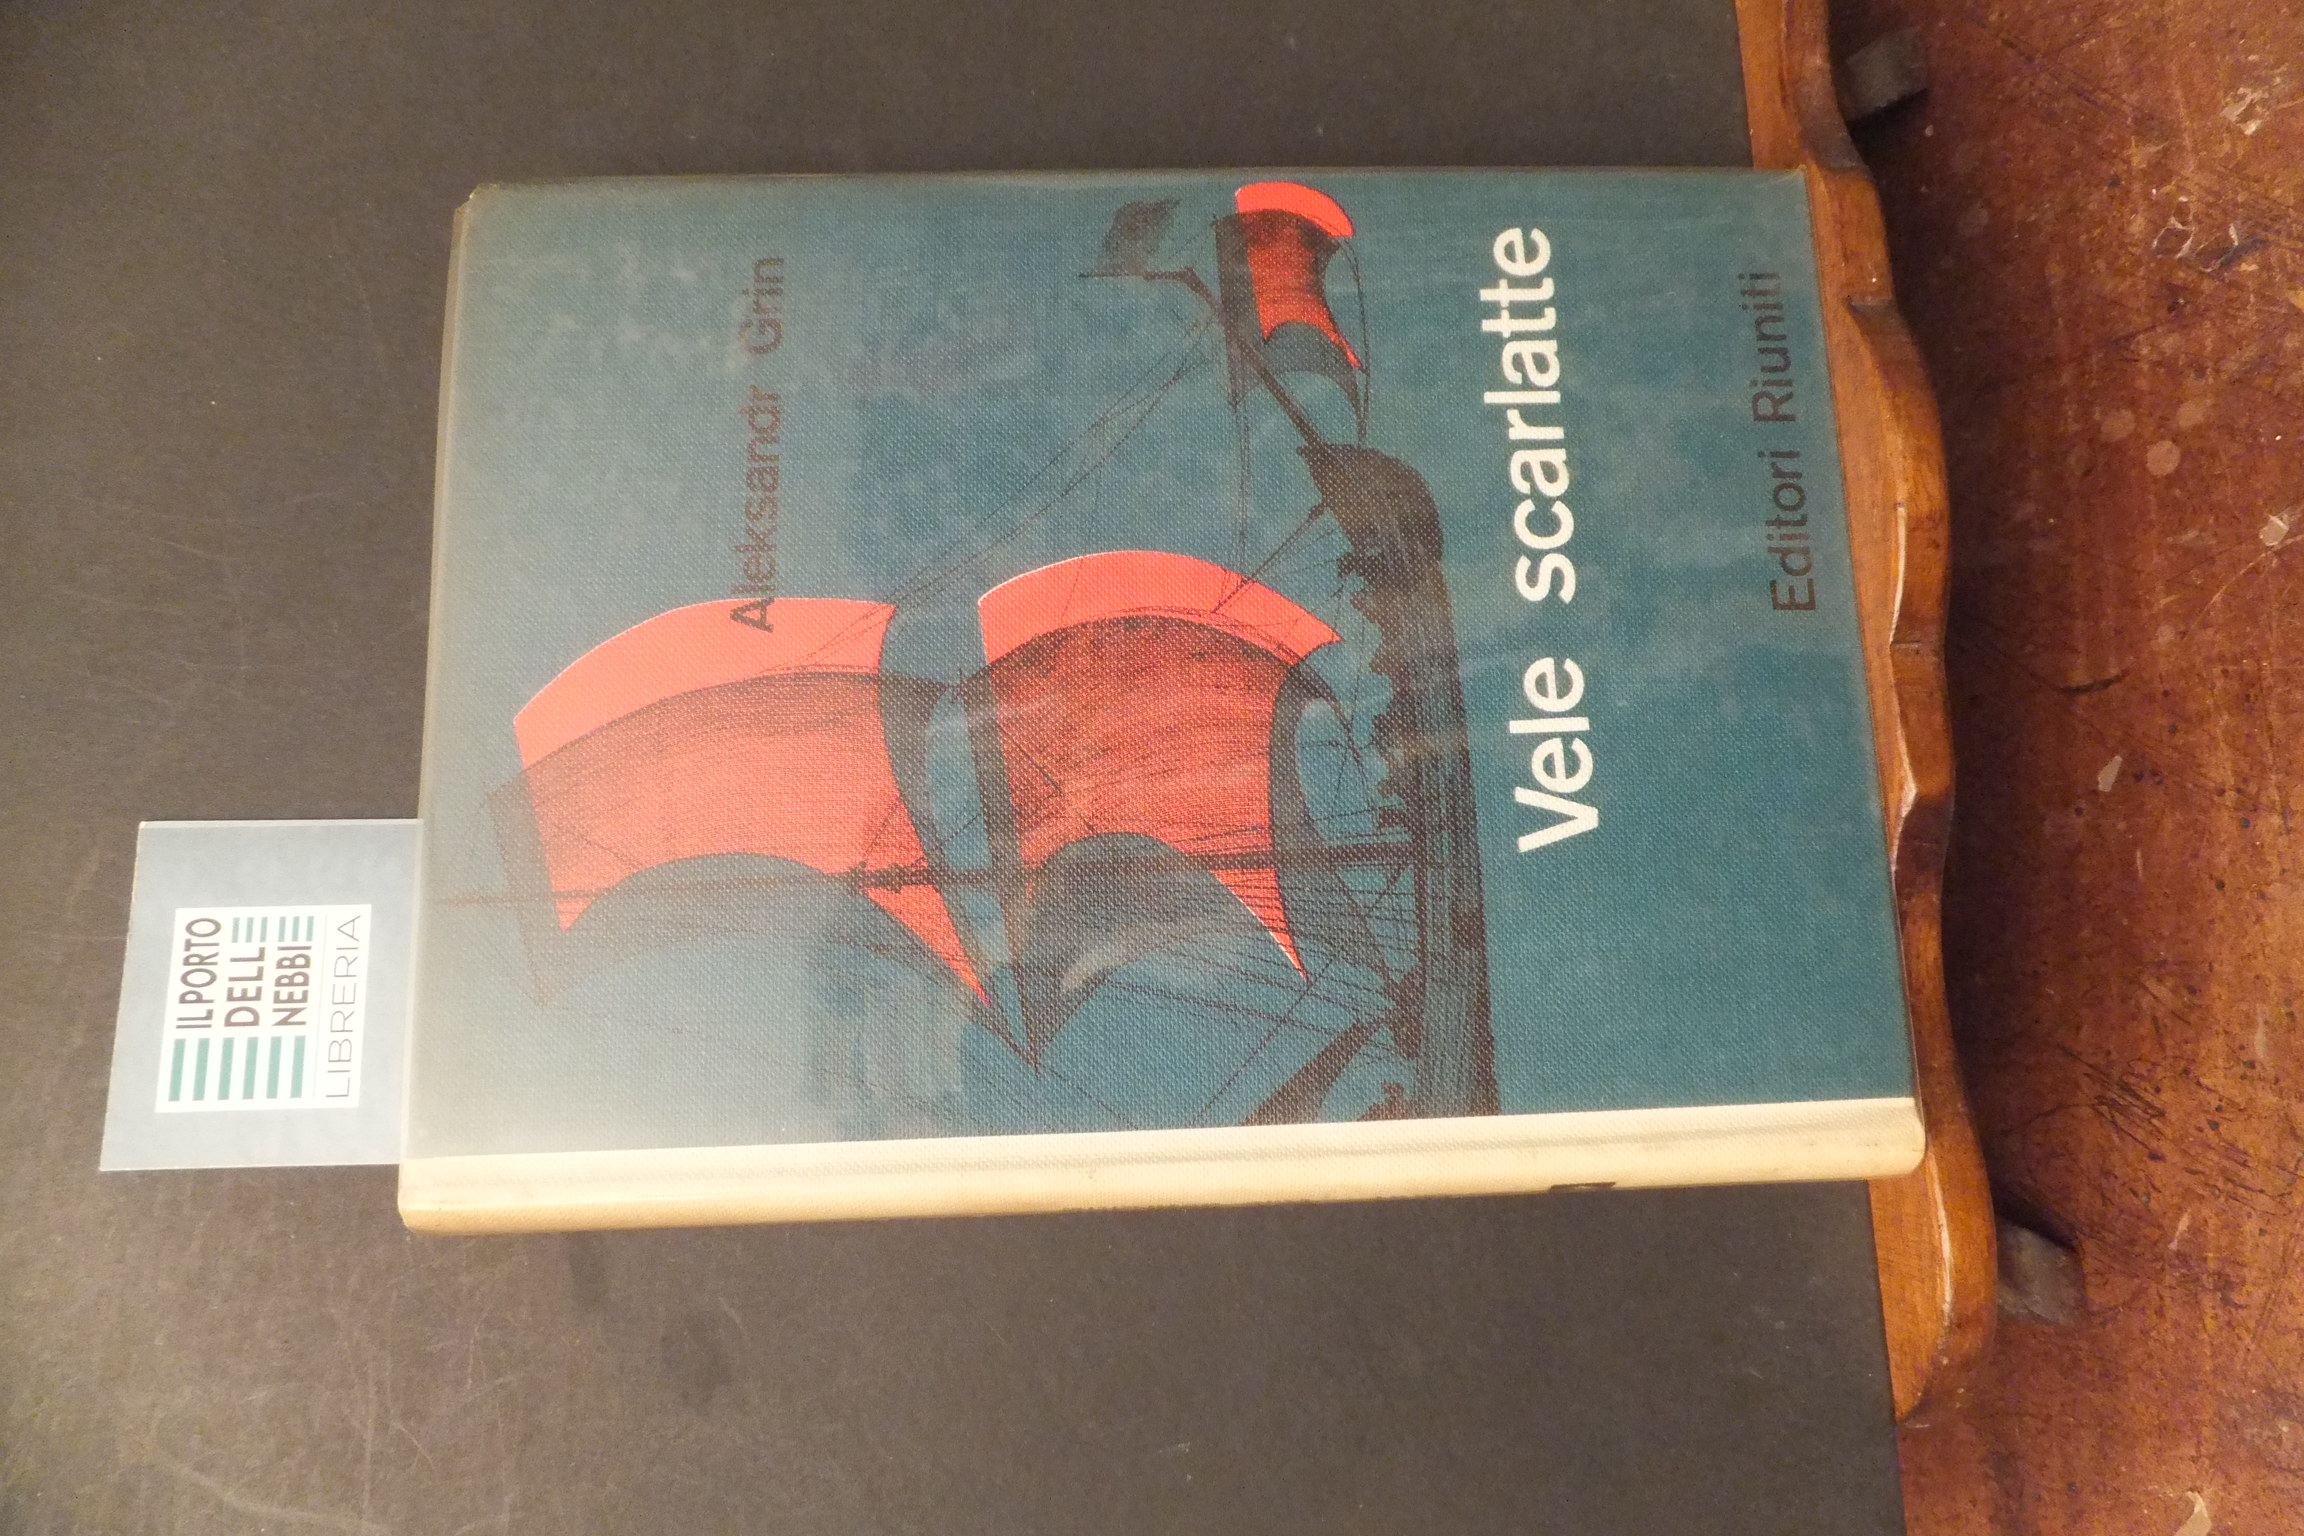 Aleksandr Grin
Vele scarlatte
Editori Riuniti
IL PORTO
DELLE
NEBBIE
LIBRERIA